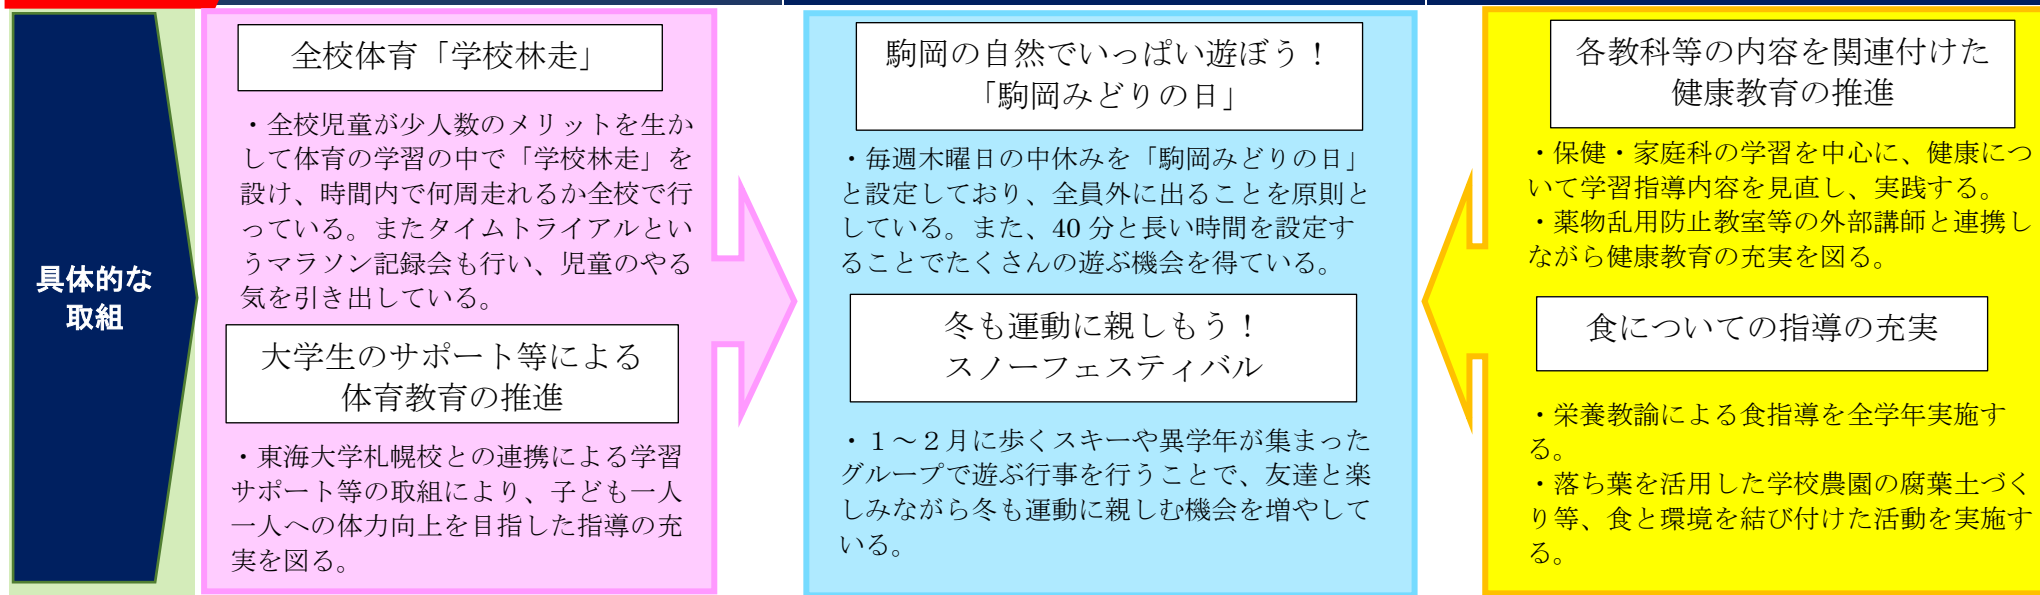 具体的な
取組
全校体育「学校林走」
・全校児童が少人数のメリットを生か
して体育の学習の中で「学校林走」を
設け、時間内で何周走れるか全校で行
っている。またタイムトライアルとい
うマラソン記録会も行い、児童のやる
気を引き出している。
大学生のサポート等による
体育教育の推進
・東海大学札幌校との連携による学習
サポート等の取組により、子ども一人
一人への体力向上を目指した指導の充
実を図る。
駒岡の自然でいっぱい遊ぼう！
「駒岡みどりの日」
・毎週木曜日の中休みを「駒岡みどりの日」
と設定しており、全員外に出ることを原則と
している。また、40 分と長い時間を設定す
ることでたくさんの遊ぶ機会を得ている。
冬も運動に親しもう！
スノーフェスティバル
・１～２月に歩くスキーや異学年が集まった
グループで遊ぶ行事を行うことで、友達と楽
しみながら冬も運動に親しむ機会を増やして
いる。
各教科等の内容を関連付けた
健康教育の推進
・保健・家庭科の学習を中心に、健康につ
いて学習指導内容を見直し、実践する。
・薬物乱用防止教室等の外部講師と連携し
ながら健康教育の充実を図る。
食についての指導の充実
・栄養教諭による食指導を全学年実施す
る。
・落ち葉を活用した学校農園の腐葉土づく
り等、食と環境を結び付けた活動を実施す
る。